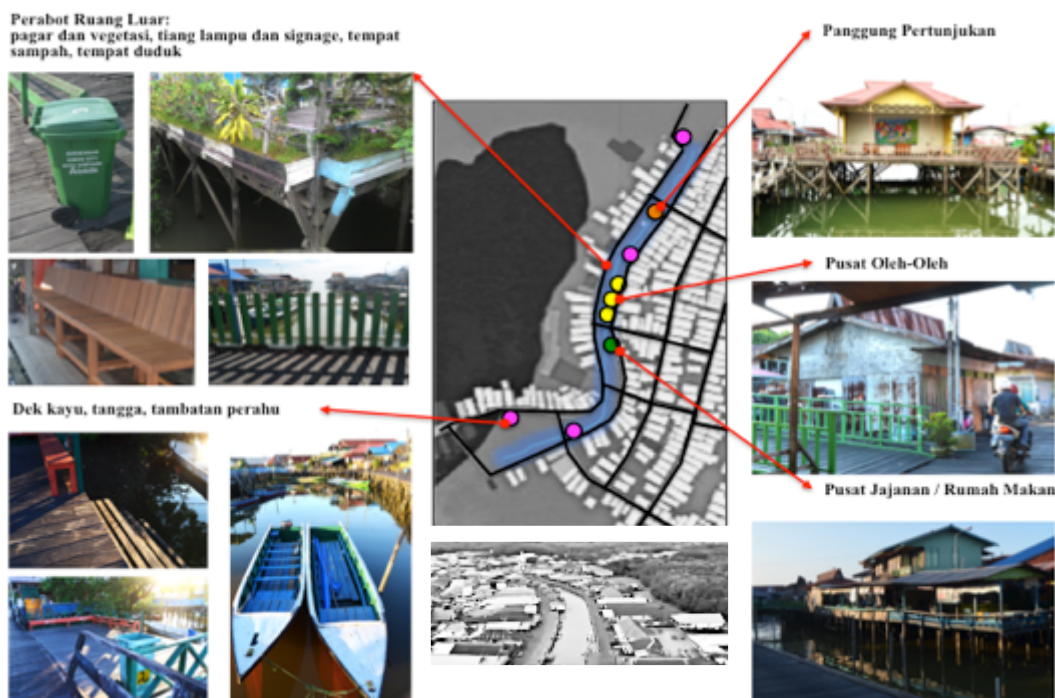 Perabot Ruang Luar:
pagar dan vegetasi, tiang lampu dan signage, tempat
sampah, tempat duduk
Panggung Pertunjukan
Pusat Oleh-Oleh
Dek kayu, tangga, tambatan perahu
Pusat Jajanan / Rumah Makan